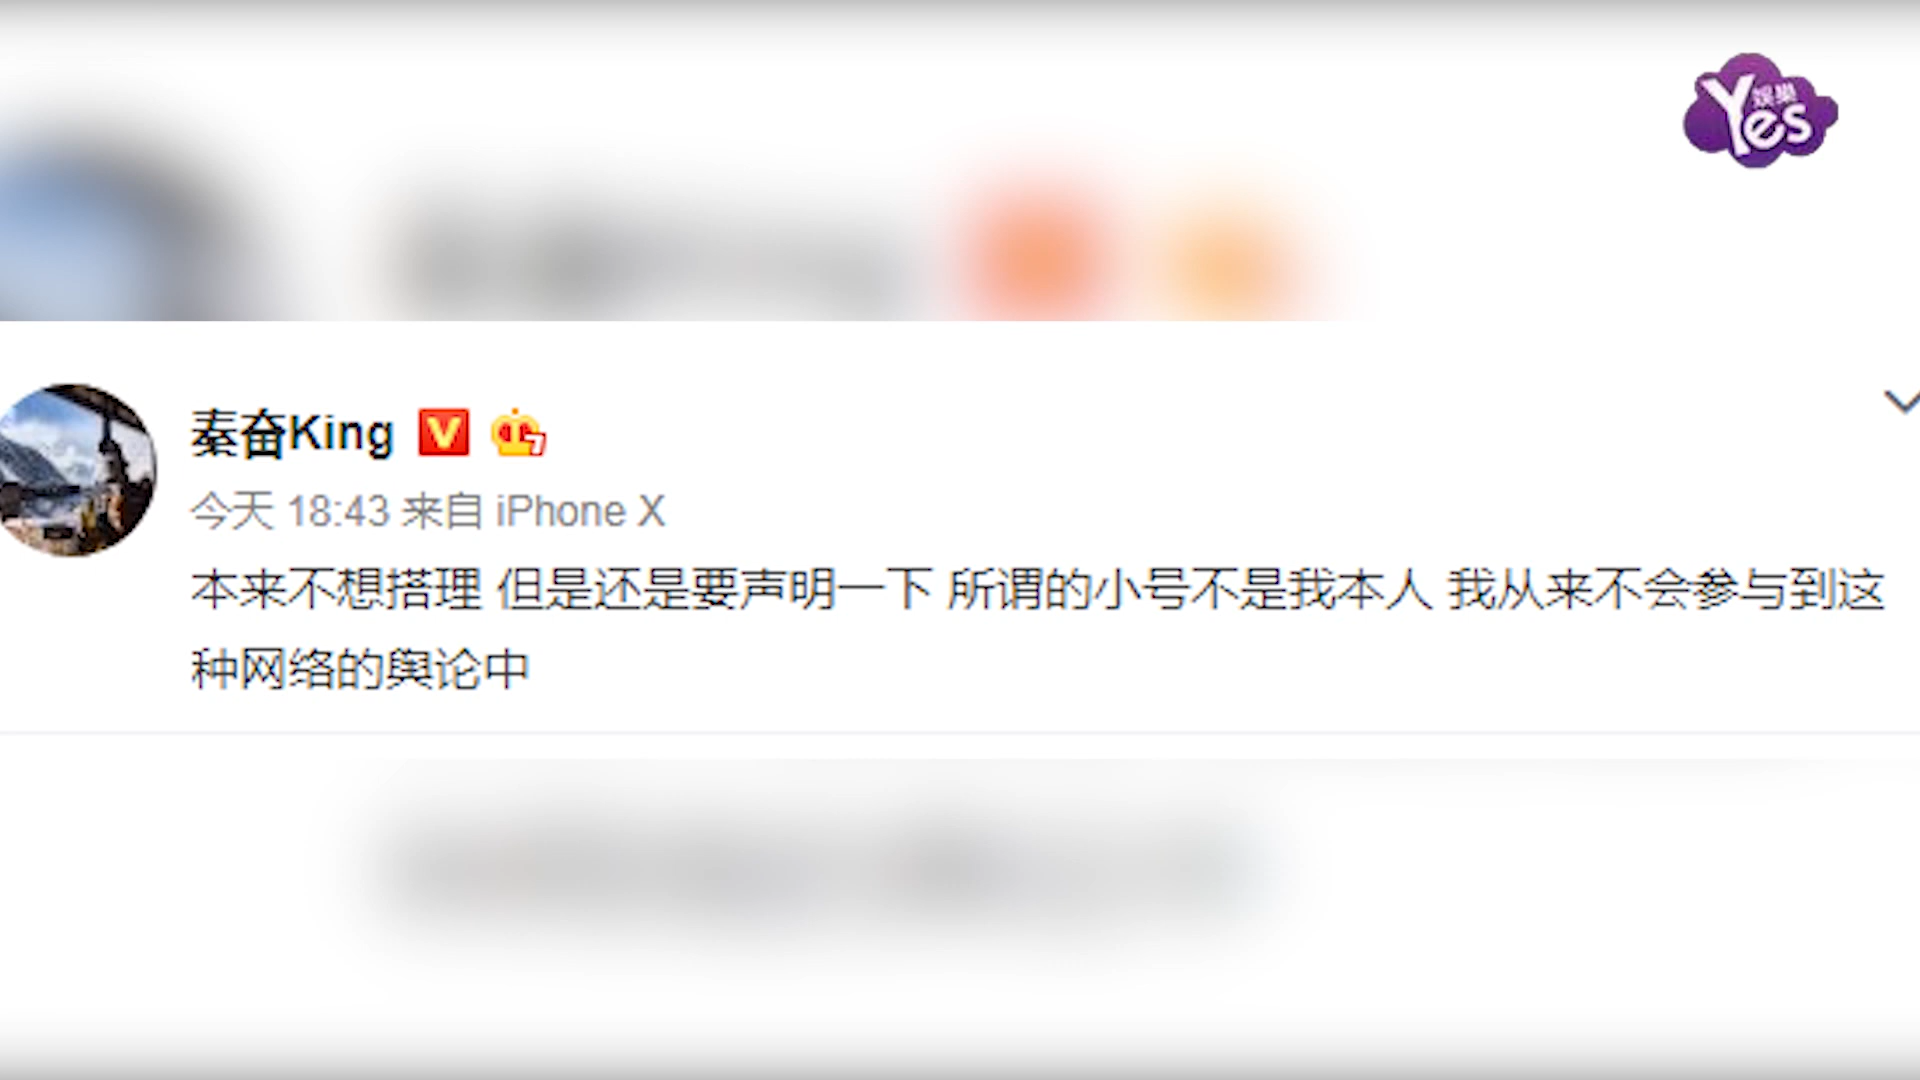 Yes 娱樂
秦奋King V 7
今天 18:43 来自 iPhone X
本来不想搭理 但是还是要声明一下 所谓的小号不是我本人 我从来不会参与到这
种网络的舆论中